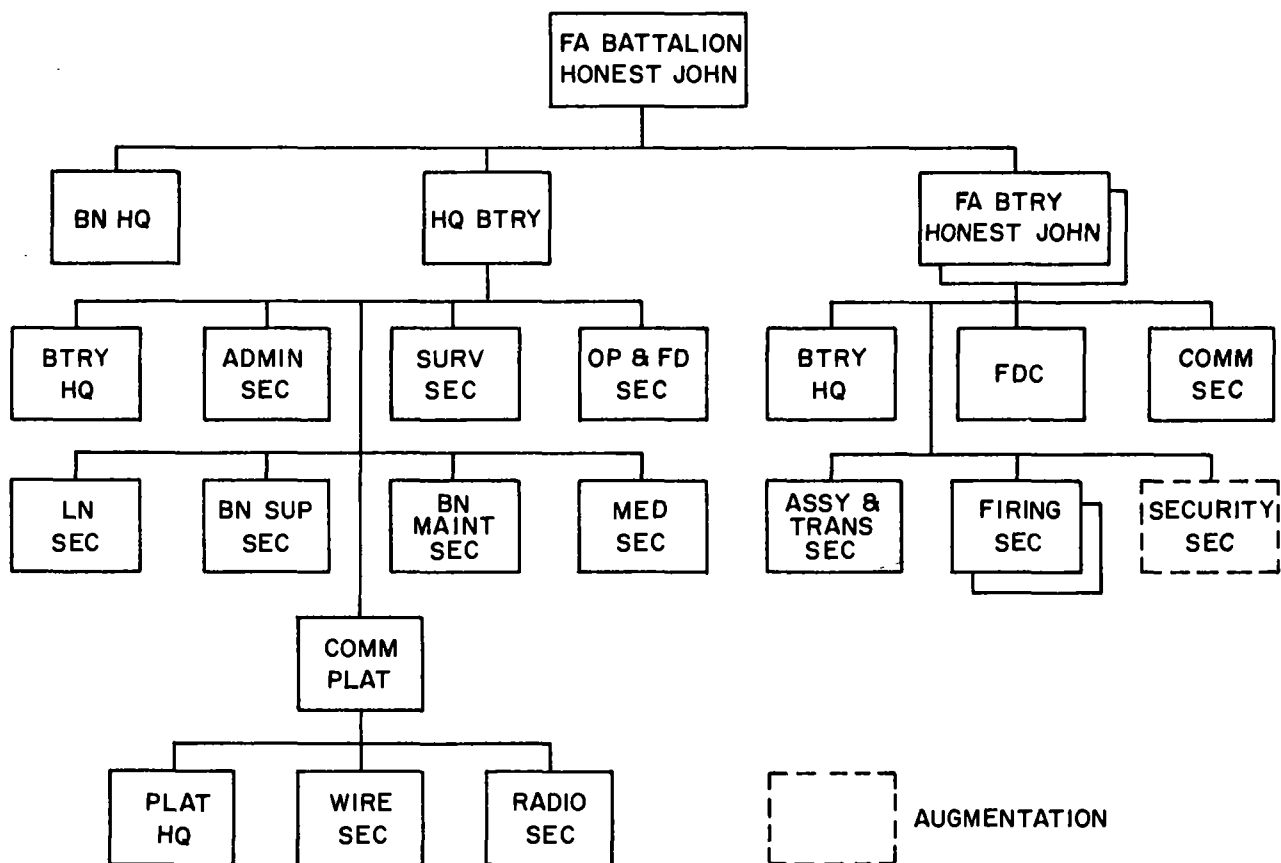 FA BATTALION
HONEST JOHN
BN HQ
HQ BTRY
FA BTRY
HONEST JOHN
BTRY
HQ
ADMIN
SEC
SURV
SEC
OP & FD
SEC
BTRY
HQ
FDC
COMM
SEC
LN
SEC
BN SUP
SEC
BN
MAINT
SEC
MED
SEC
ASSY &
TRANS
SEC
FIRING
SEC
SECURITY
SEC
COMM
PLAT
PLAT
HQ
WIRE
SEC
RADIO
SEC
AUGMENTATION